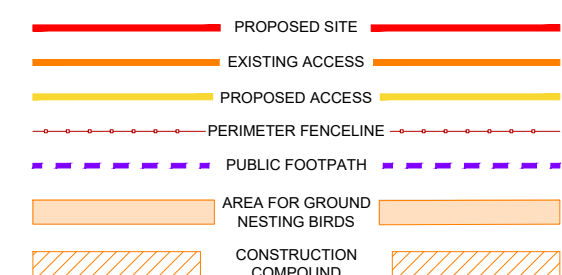 PROPOSED SITE
EXISTING ACCESS
PROPOSED ACCESS
PERIMETER FENCELINE
PUBLIC FOOTPATH
AREA FOR GROUND
NESTING BIRDS
CONSTRUCTION
COMPOUND